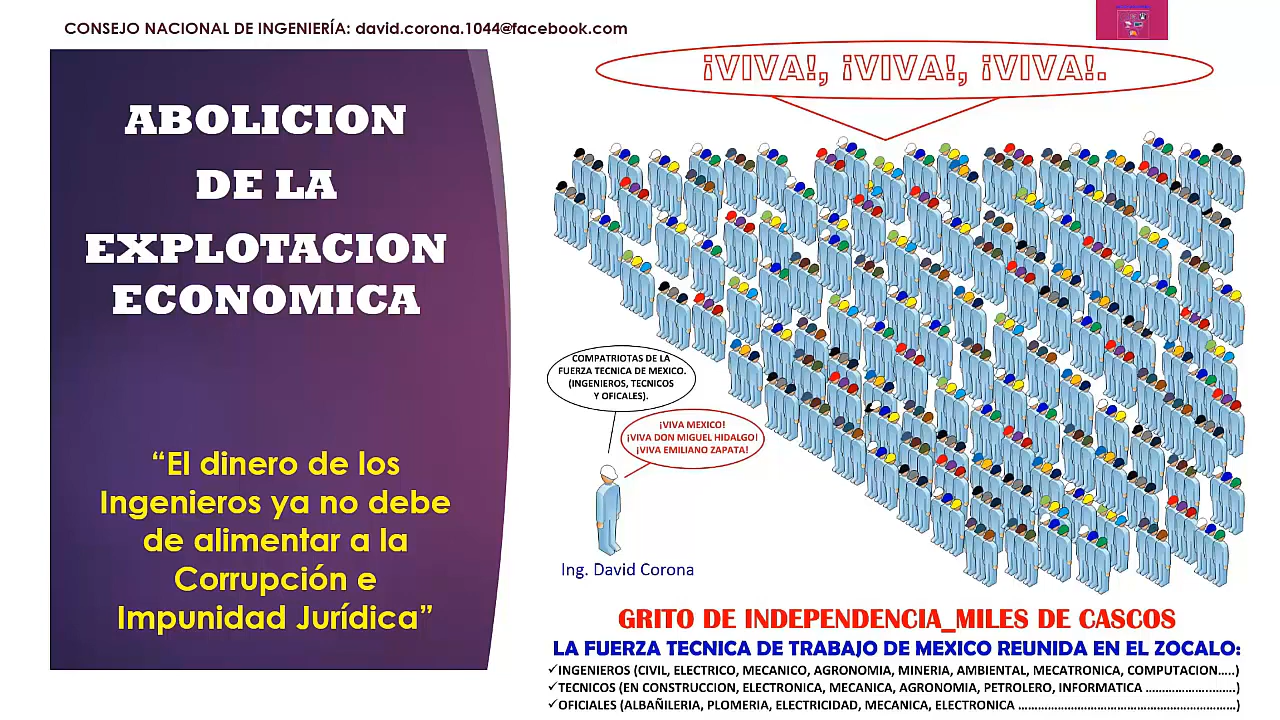 CONSEJO NACIONAL DE INGENIERÍA: david.corona.1044@facebook.com
ABOLICION
DE LA
EXPLOTACION
ECONOMICA
“El dinero de los
Ingenieros ya no debe
de alimentar a la
Corrupción e
Impunidad Jurídica”
¡VIVA!, ¡VIVA!, ¡VIVA!.
COMPATRIOTAS DE LA
FUERZA TECNICA DE MEXICO.
(INGENIEROS, TECNICOS
Y OFICALES).
¡VIVA MEXICO!
¡VIVA DON MIGUEL HIDALGO!
¡VIVA EMILIANO ZAPATA!
Ing. David Corona
GRITO DE INDEPENDENCIA_MILES DE CASCOS
LA FUERZA TECNICA DE TRABAJO DE MEXICO REUNIDA EN EL ZOCALO:
✓INGENIEROS (CIVIL, ELECTRICO, MECANICO, AGRONOMIA, MINERIA, AMBIENTAL, MECATRONICA, COMPUTACION…..)
✓TECNICOS (EN CONSTRUCCION, ELECTRONICA, MECANICA, AGRONOMIA, PETROLERO, INFORMATICA ……………………..)
✓OFICIALES (ALBAÑILERIA, PLOMERIA, ELECTRICIDAD, MECANICA, ELECTRONICA ……………………………………………………)